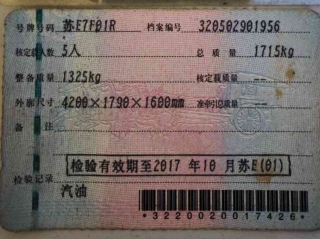 号牌号码 苏E7F01R 档案编号 320502901956
核定载人数 5人 总质量 1715kg
整备质量 1325kg 核定载质量 --
外廓尺寸 4200×1790×1600mm 准牵引总质量 --
备注
检验有效期至2017年10月苏E(01)
检验记录
汽油
*3220020017426*